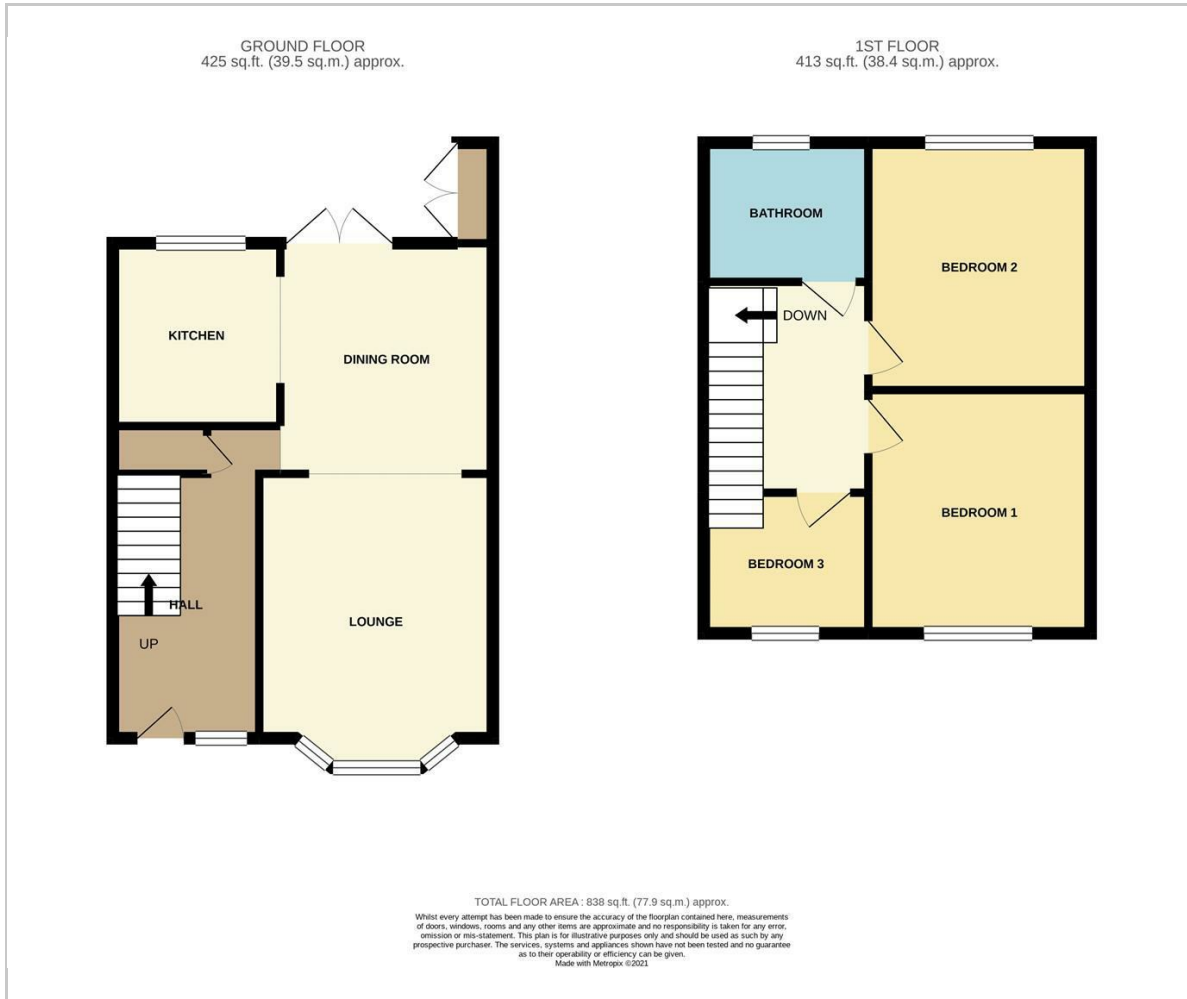 GROUND FLOOR
425 sq.ft. (39.5 sq.m.) approx.
1ST FLOOR
413 sq.ft. (38.4 sq.m.) approx.
KITCHEN
DINING ROOM
HALL
UP
LOUNGE
BATHROOM
BEDROOM 2
DOWN
BEDROOM 1
BEDROOM 3
TOTAL FLOOR AREA : 838 sq.ft. (77.9 sq.m.) approx.
Whilst every attempt has been made to ensure the accuracy of the floorplan contained here, measurements
of doors, windows, rooms and any other items are approximate and no responsibility is taken for any error,
omission or mis-statement. This plan is for illustrative purposes only and should be used as such by any
prospective purchaser. The services, systems and appliances shown have not been tested and no guarantee
as to their operability or efficiency can be given.
Made with Metropix ©2021